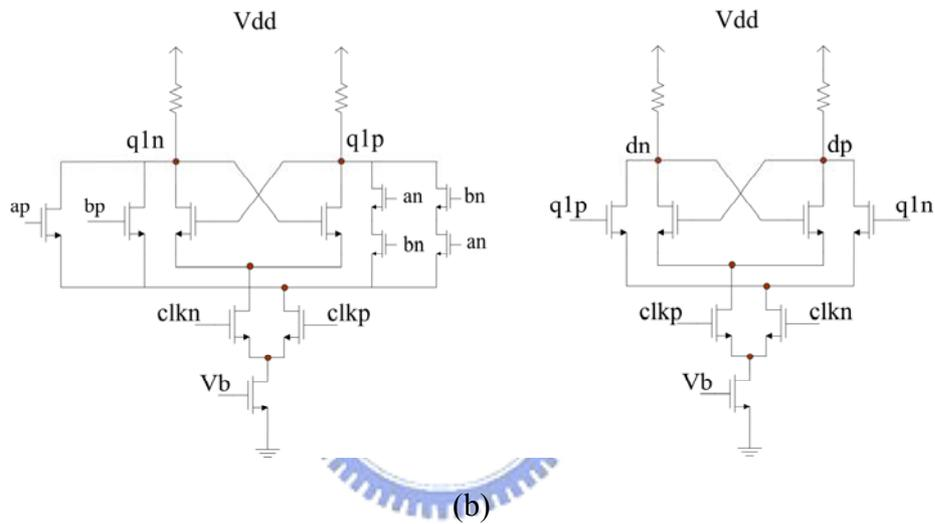 Vdd
Vdd
q1n
q1p
dn
dp
ap
bp
an
bn
q1p
q1n
bn
an
clkn
clkp
clkp
clkn
Vb
Vb
(b)